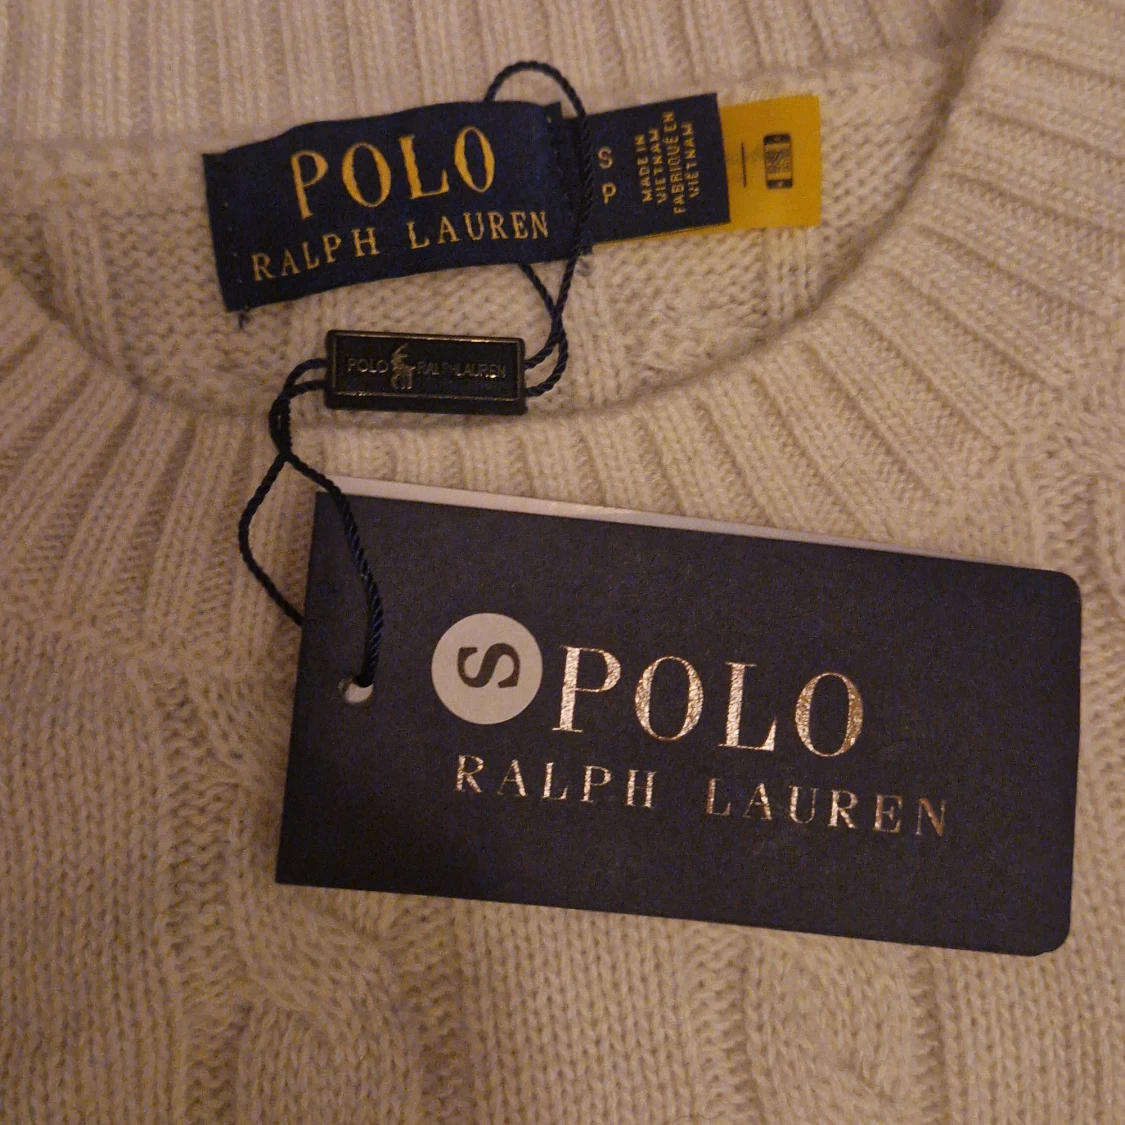 POLO
RALPH LAUREN
S
P
MADE IN
VIETNAM
FABRIQUÉ EN
VIETNAM
POLO RALPH LAUREN
S
POLO
RALPH LAUREN